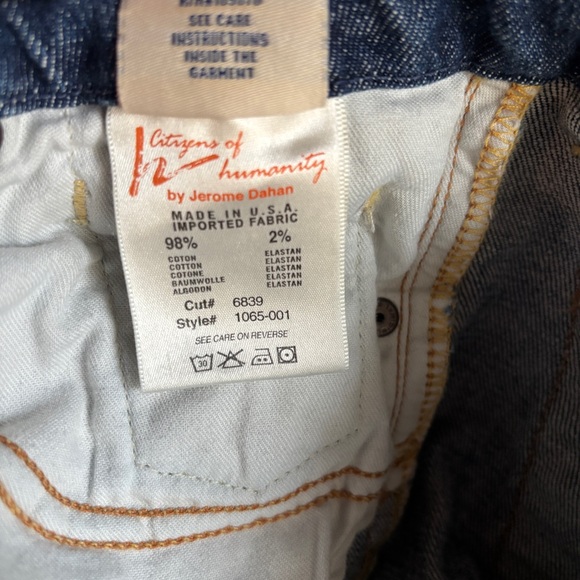 SEE CARE
INSTRUCTIONS
INSIDE THE
GARMENT
Citizens of
humanity
by Jerome Dahan
MADE IN U.S.A.
IMPORTED FABRIC
98% 2%
COTON ELASTAN
COTTON ELASTAN
COTONE ELASTAN
BAUMWOLLE ELASTAN
ALGODON ELASTAN
Cut# 6839
Style# 1065-001
SEE CARE ON REVERSE
30